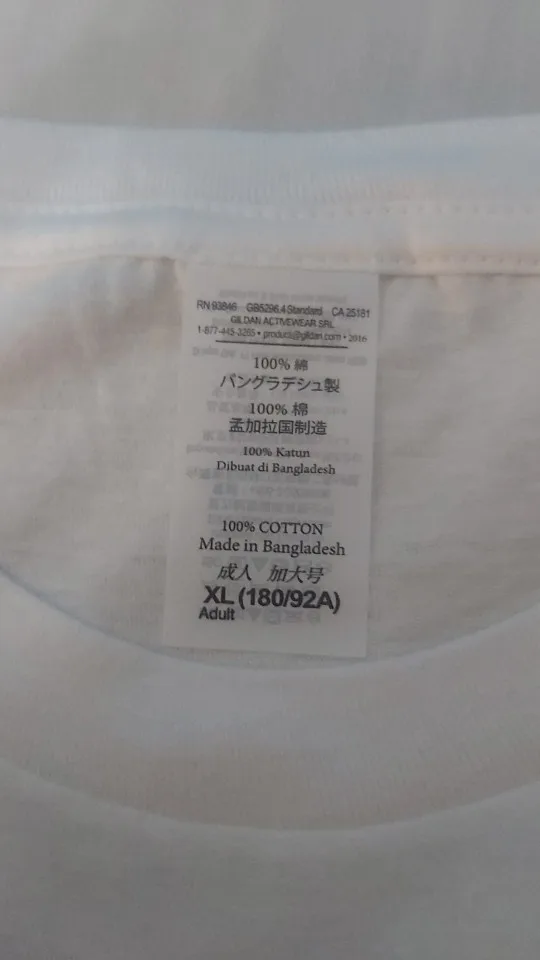 RN 93846 GB5296.4 Standard CA 25181
GILDAN ACTIVEWEAR SRL
1-877-445-3265 • product@gildan.com • 2016
100% 綿
バングラデシュ製
100% 棉
孟加拉国制造
100% Katun
Dibuat di Bangladesh
100% COTTON
Made in Bangladesh
成人 加大号
XL (180/92A)
Adult